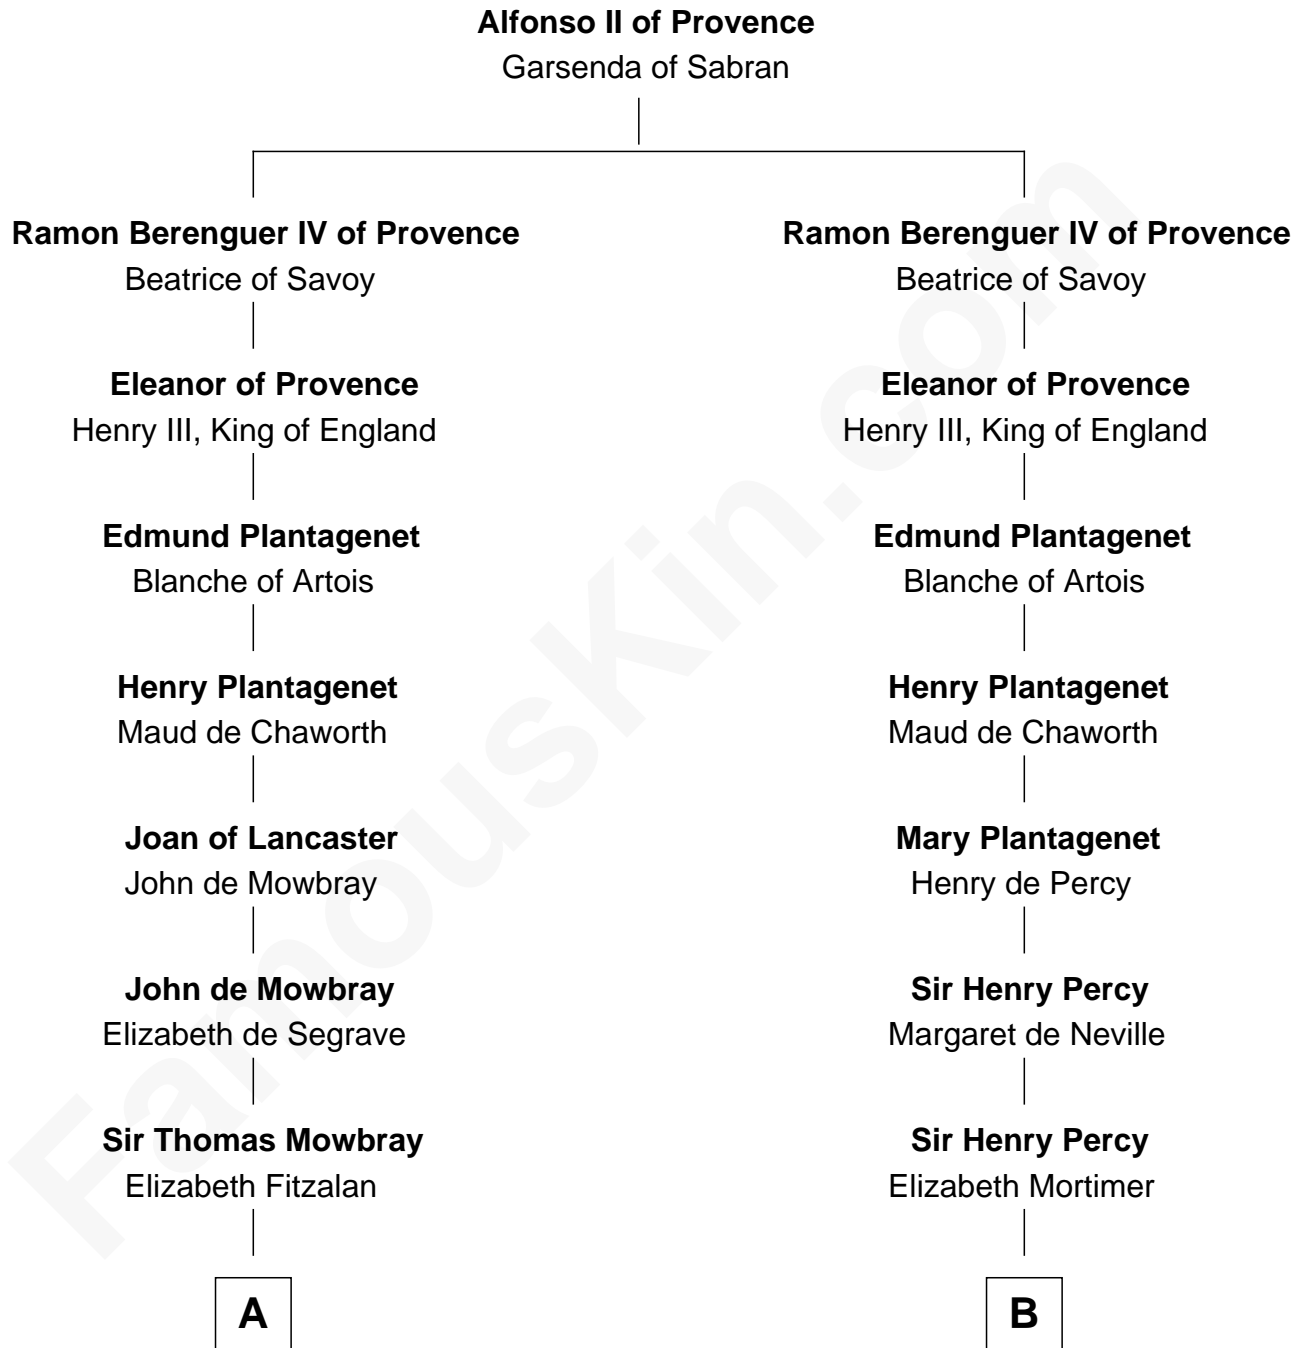 Alfonso II of Provence
Garsenda of Sabran
Ramon Berenguer IV of Provence
Beatrice of Savoy
Eleanor of Provence
Henry III, King of England
Edmund Plantagenet
Blanche of Artois
Henry Plantagenet
Maud de Chaworth
Joan of Lancaster
John de Mowbray
John de Mowbray
Elizabeth de Segrave
Sir Thomas Mowbray
Elizabeth Fitzalan
A
Ramon Berenguer IV of Provence
Beatrice of Savoy
Eleanor of Provence
Henry III, King of England
Edmund Plantagenet
Blanche of Artois
Henry Plantagenet
Maud de Chaworth
Mary Plantagenet
Henry de Percy
Sir Henry Percy
Margaret de Neville
Sir Henry Percy
Elizabeth Mortimer
B
FamousKin.com